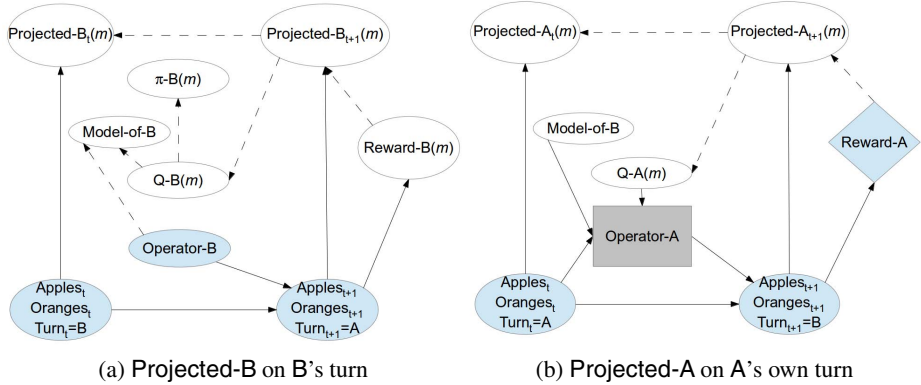 Projected-Bₜ(m)
Projected-Bₜ₊₁(m)
π-B(m)
Model-of-B
Q-B(m)
Reward-B(m)
Operator-B
Applesₜ
Orangesₜ
Turnₜ=B
Applesₜ₊₁
Orangesₜ₊₁
Turnₜ₊₁=A
(a) Projected-B on B's turn
Projected-Aₜ(m)
Projected-Aₜ₊₁(m)
Model-of-B
Reward-A
Q-A(m)
Operator-A
Applesₜ
Orangesₜ
Turnₜ=A
Applesₜ₊₁
Orangesₜ₊₁
Turnₜ₊₁=B
(b) Projected-A on A's own turn